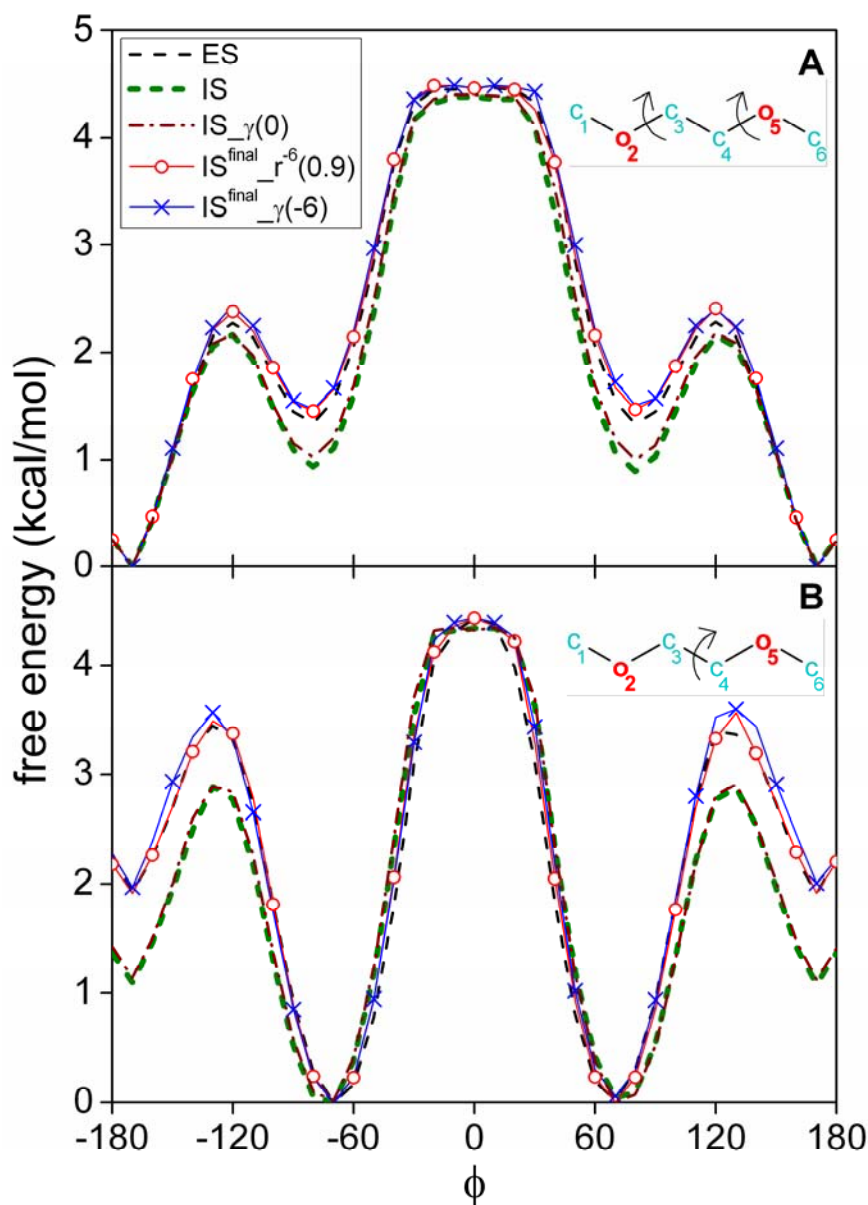 5
4
3
2
1
0
ES
IS
IS_γ(0)
IS^final_r^-6(0.9)
IS^final_γ(-6)
A
C1 O2 C3 C4 O5 C6
free energy (kcal/mol)
4
3
2
1
0
B
C1 O2 C3 C4 O5 C6
-180 -120 -60 0 60 120 180
ϕ